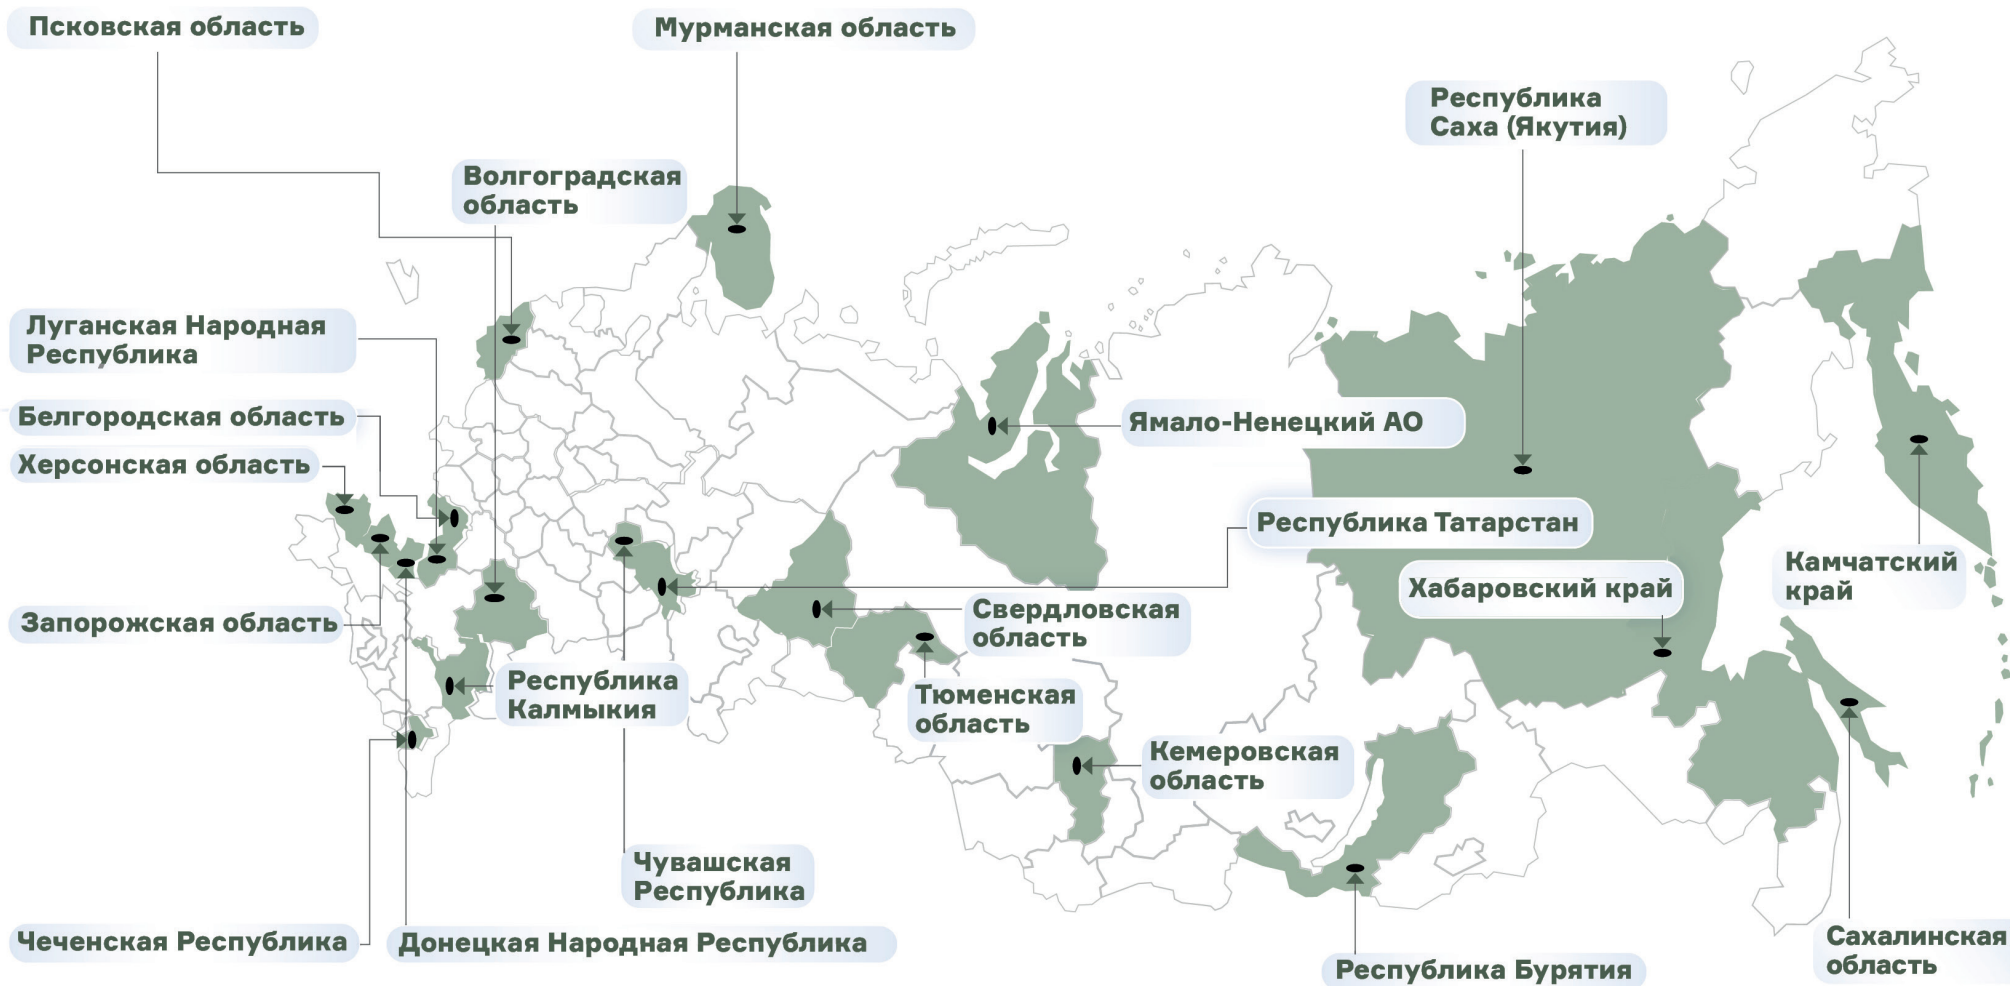 Псковская область
Мурманская область
Республика
Саха (Якутия)
Волгоградская
область
Луганская Народная
Республика
Белгородская область
Ямало-Ненецкий АО
Херсонская область
Республика Татарстан
Камчатский
край
Хабаровский край
Свердловская
область
Запорожская область
Республика
Калмыкия
Тюменская
область
Кемеровская
область
Чувашская
Республика
Чеченская Республика
Донецкая Народная Республика
Сахалинская
область
Республика Бурятия